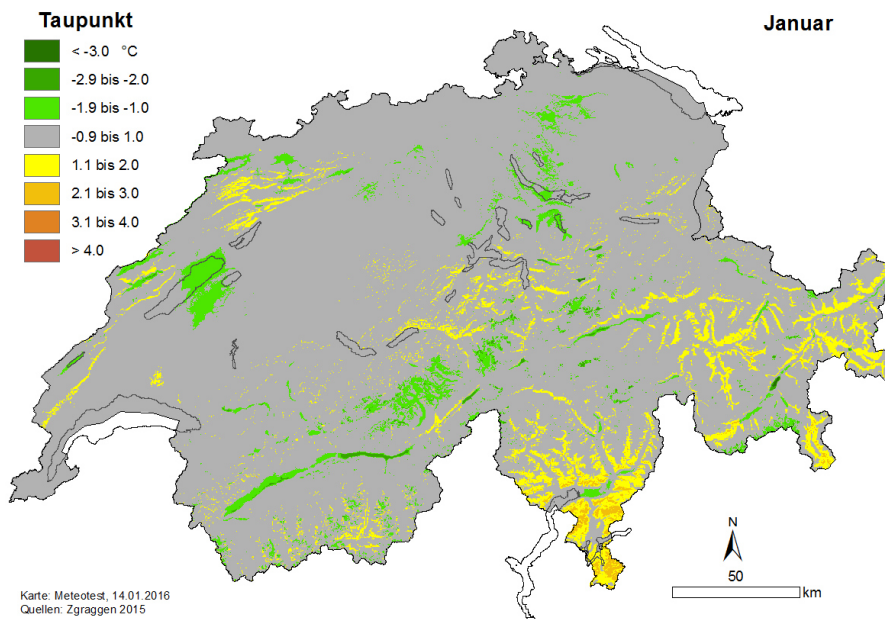 Taupunkt
Januar
< -3.0 °C
-2.9 bis -2.0
-1.9 bis -1.0
-0.9 bis 1.0
1.1 bis 2.0
2.1 bis 3.0
3.1 bis 4.0
> 4.0
N
50
km
Karte: Meteotest, 14.01.2016
Quellen: Zgraggen 2015